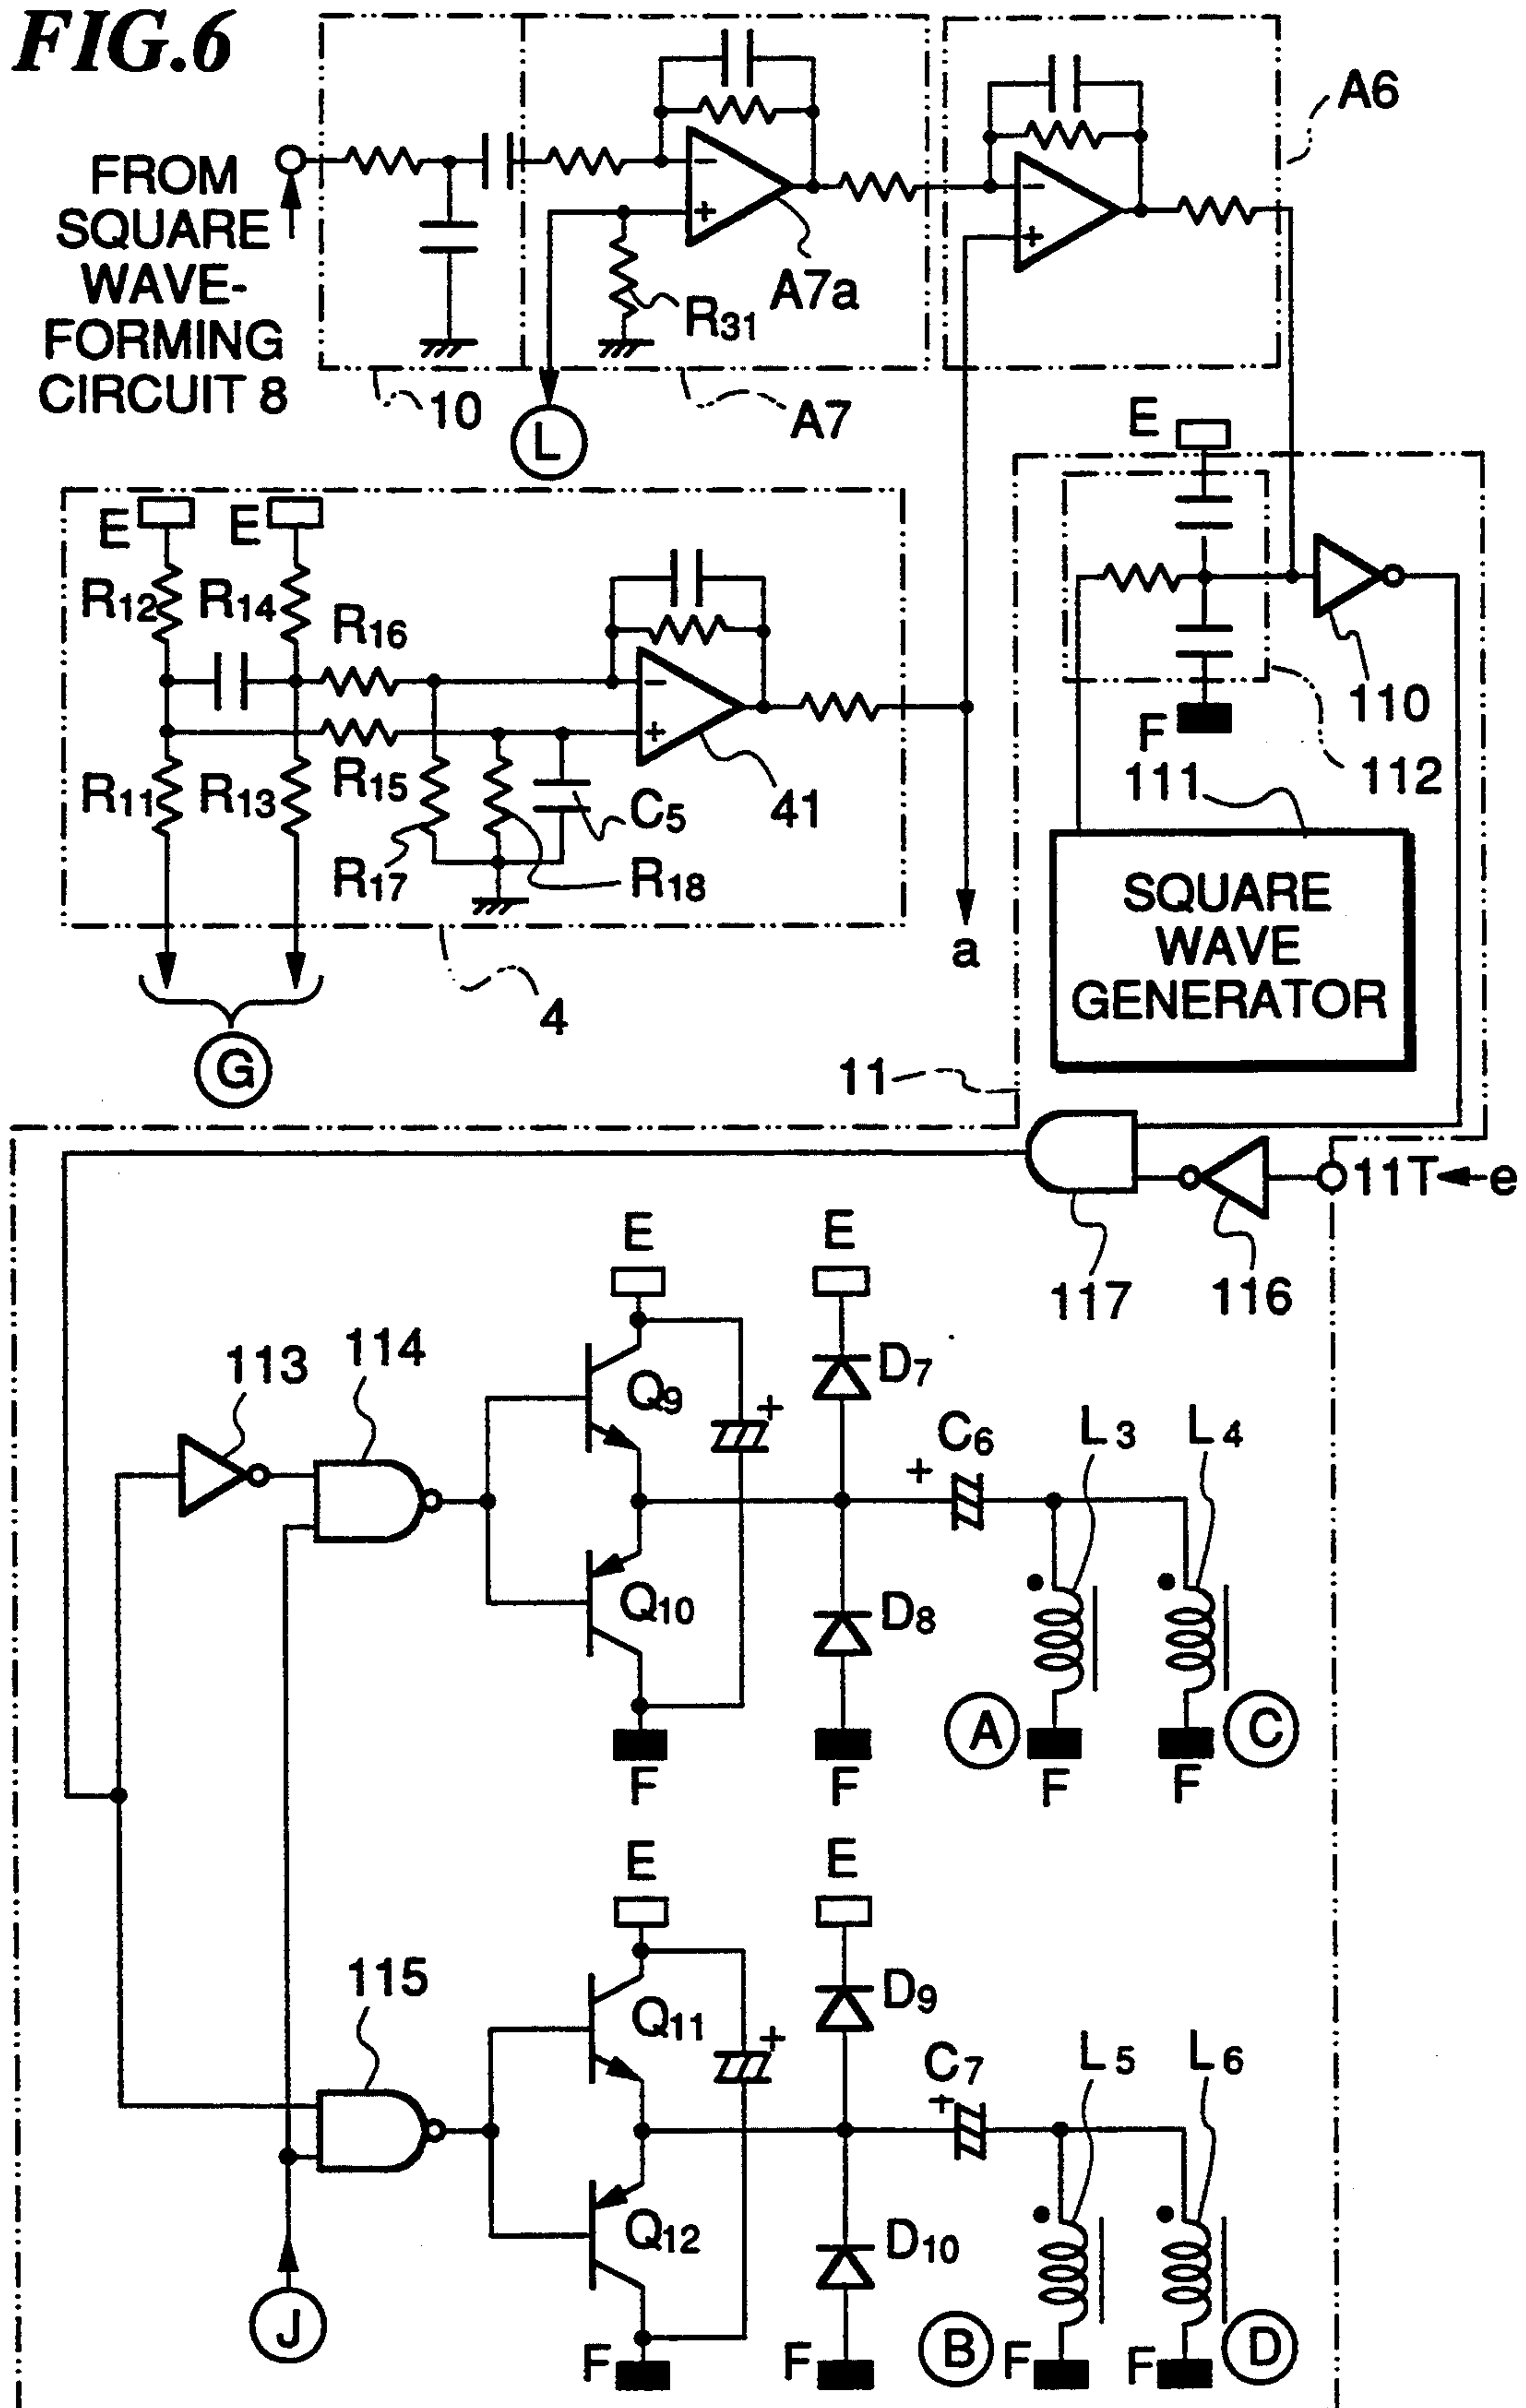 FIG.6
FROM
SQUARE
WAVE-
FORMING
CIRCUIT 8
10
L
R31
A7a
A7
A6
−
+
−
+
E
E
E
R12
R14
R16
−
+
R11
R13
R15
C5
41
R17
R18
4
G
a
F
110
111
112
SQUARE
WAVE
GENERATOR
11
11T
e
117
116
E
E
113
114
Q9
+
D7
C6
+
L3
L4
Q10
D8
A
C
F
F
F
F
E
E
115
Q11
+
D9
C7
+
L5
L6
Q12
D10
J
F
F
B
F
F
D